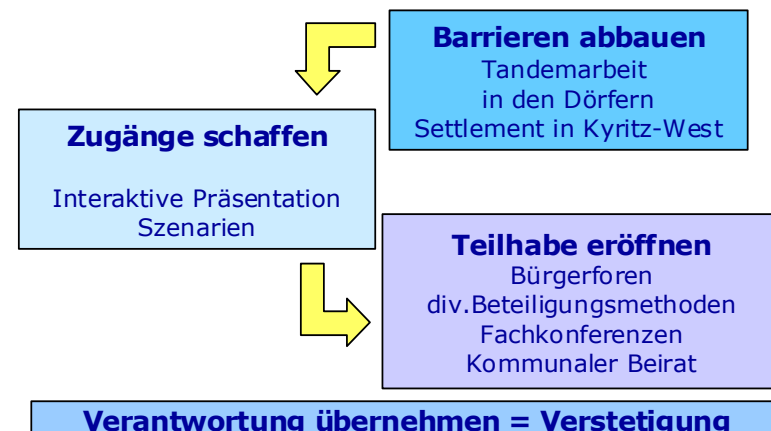 Barrieren abbauen
Tandemarbeit
in den Dörfern
Settlement in Kyritz-West
Zugänge schaffen
Interaktive Präsentation
Szenarien
Teilhabe eröffnen
Bürgerforen
div.Beteiligungsmethoden
Fachkonferenzen
Kommunaler Beirat
Verantwortung übernehmen = Verstetigung